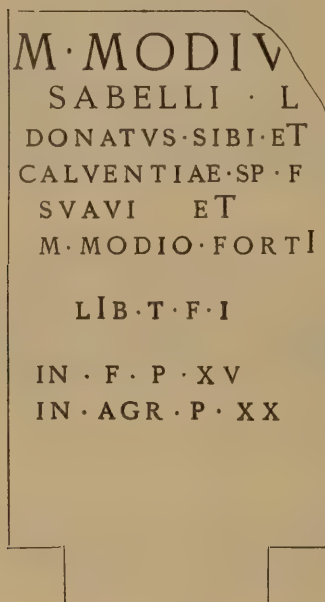 M·MODIV
SABELLI · L
DONATVS·SIBI·ET
CALVENTIAE·SP·F
SVAVI ET
M·MODIO·FORTI
LIB·T·F·I
IN·F·P·XV
IN·AGR·P·XX